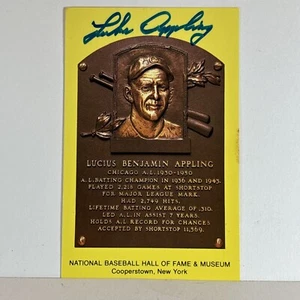 Luke Appling
LUCIUS BENJAMIN APPLING
CHICAGO A.L. 1930-1950
A.L. BATTING CHAMPION IN 1936 AND 1943.
PLAYED 2,218 GAMES AT SHORTSTOP
FOR MAJOR LEAGUE MARK.
HAD 2,749 HITS.
LIFETIME BATTING AVERAGE OF .310.
LED A.L. IN ASSIST 7 YEARS.
HOLDS A.L. RECORD FOR CHANCES
ACCEPTED BY SHORTSTOP 11,569.
NATIONAL BASEBALL HALL OF FAME & MUSEUM
Cooperstown, New York